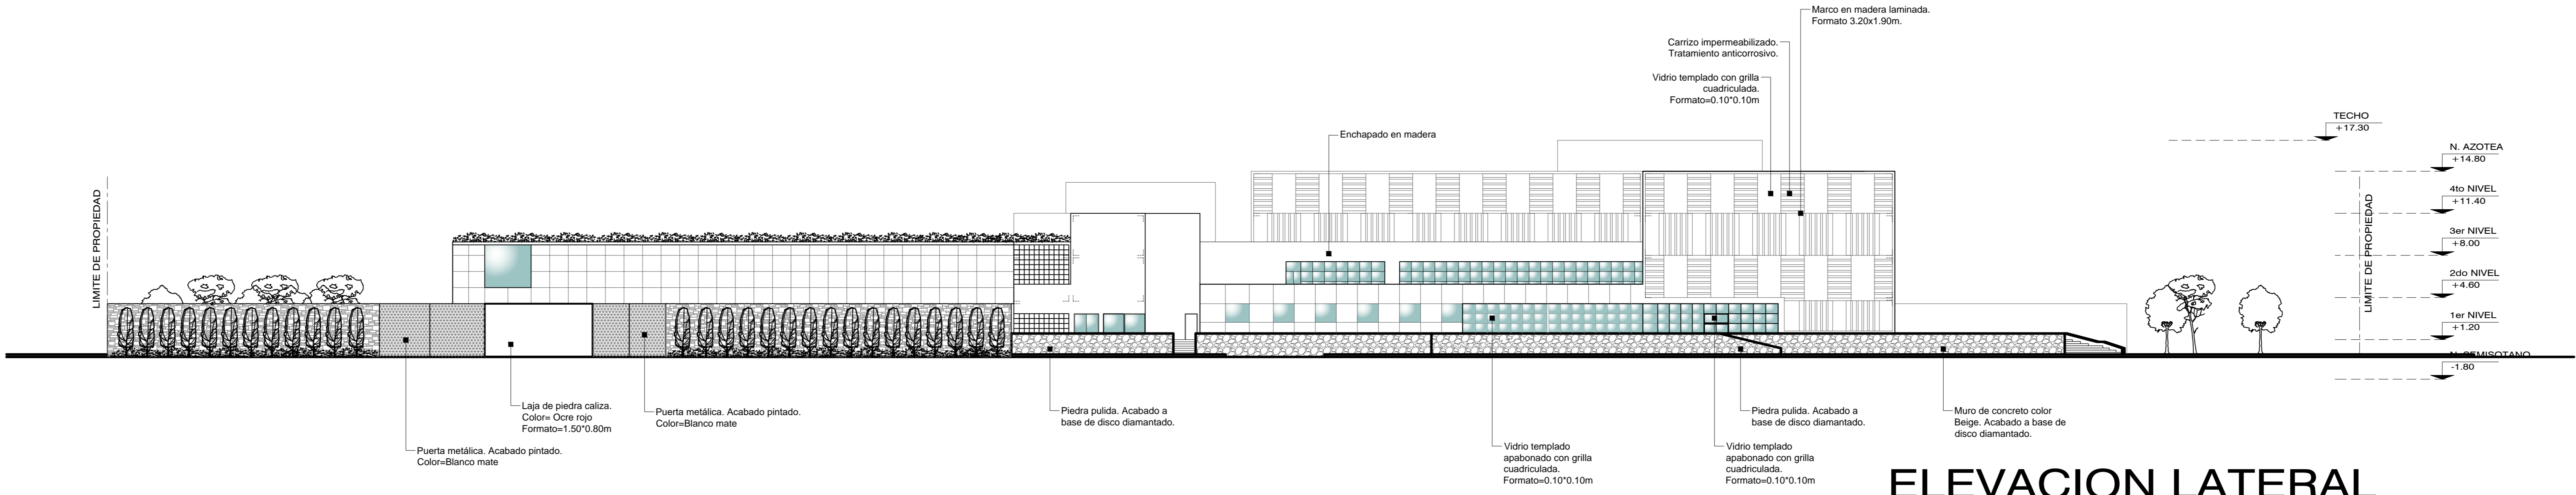 Marco en madera laminada.
Formato 3.20x1.90m.
Carrizo impermeabilizado.
Tratamiento anticorrosivo.
Vidrio templado con grilla
cuadriculada.
Formato=0.10*0.10m
Enchapado en madera
TECHO
+17.30
N. AZOTEA
+14.80
4to NIVEL
+11.40
3er NIVEL
+8.00
2do NIVEL
+4.60
1er NIVEL
+1.20
N. SEMISOTANO
-1.80
LIMITE DE PROPIEDAD
LIMITE DE PROPIEDAD
Laja de piedra caliza.
Color= Ocre rojo
Formato=1.50*0.80m
Puerta metálica. Acabado pintado.
Color=Blanco mate
Puerta metálica. Acabado pintado.
Color=Blanco mate
Piedra pulida. Acabado a
base de disco diamantado.
Vidrio templado
apabonado con grilla
cuadriculada.
Formato=0.10*0.10m
Vidrio templado
apabonado con grilla
cuadriculada.
Formato=0.10*0.10m
Piedra pulida. Acabado a
base de disco diamantado.
Muro de concreto color
Beige. Acabado a base de
disco diamantado.
ELEVACION LATERAL